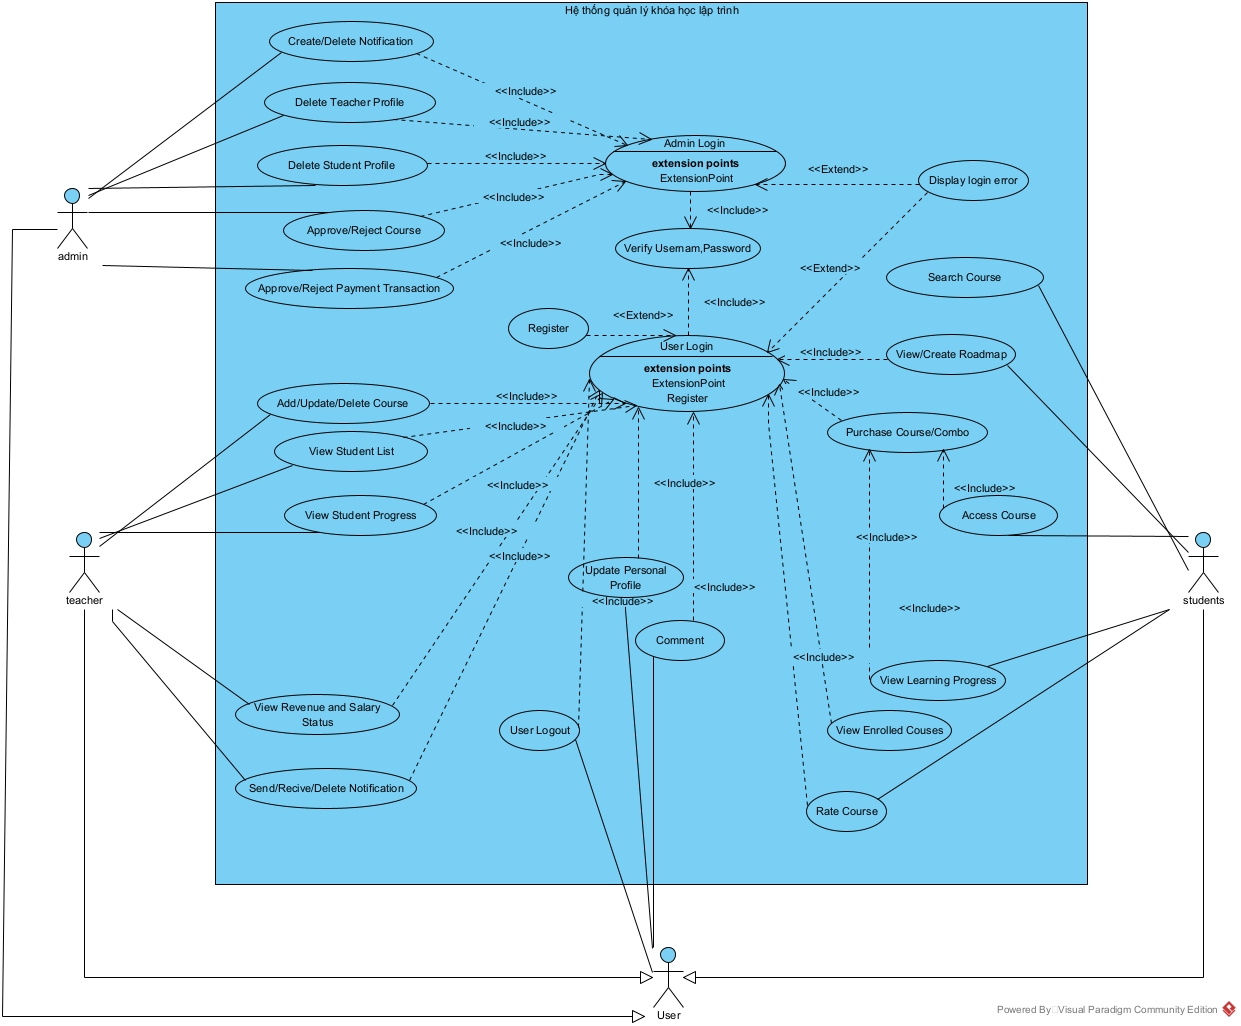 Hệ thống quản lý khóa học lập trình
Create/Delete Notification
<<Include>>
Delete Teacher Profile
<<Include>>
Admin Login
extension points
ExtensionPoint
Delete Student Profile
<<Include>>
<<Extend>>
Display login error
<<Include>>
<<Include>>
Approve/Reject Course
<<Include>>
Verify Usernam,Password
admin
<<Extend>>
Search Course
Approve/Reject Payment Transaction
<<Include>>
<<Extend>>
Register
User Login
extension points
ExtensionPoint
Register
<<Include>>
View/Create Roadmap
<<Include>>
Add/Update/Delete Course
<<Include>>
<<Include>>
Purchase Course/Combo
View Student List
<<Include>>
<<Include>>
<<Include>>
View Student Progress
Access Course
<<Include>>
<<Include>>
<<Include>>
Update Personal
Profile
<<Include>>
<<Include>>
teacher
students
<<Include>>
Comment
<<Include>>
View Learning Progress
View Revenue and Salary
Status
User Logout
View Enrolled Couses
Send/Recive/Delete Notification
Rate Course
User
Powered By Visual Paradigm Community Edition